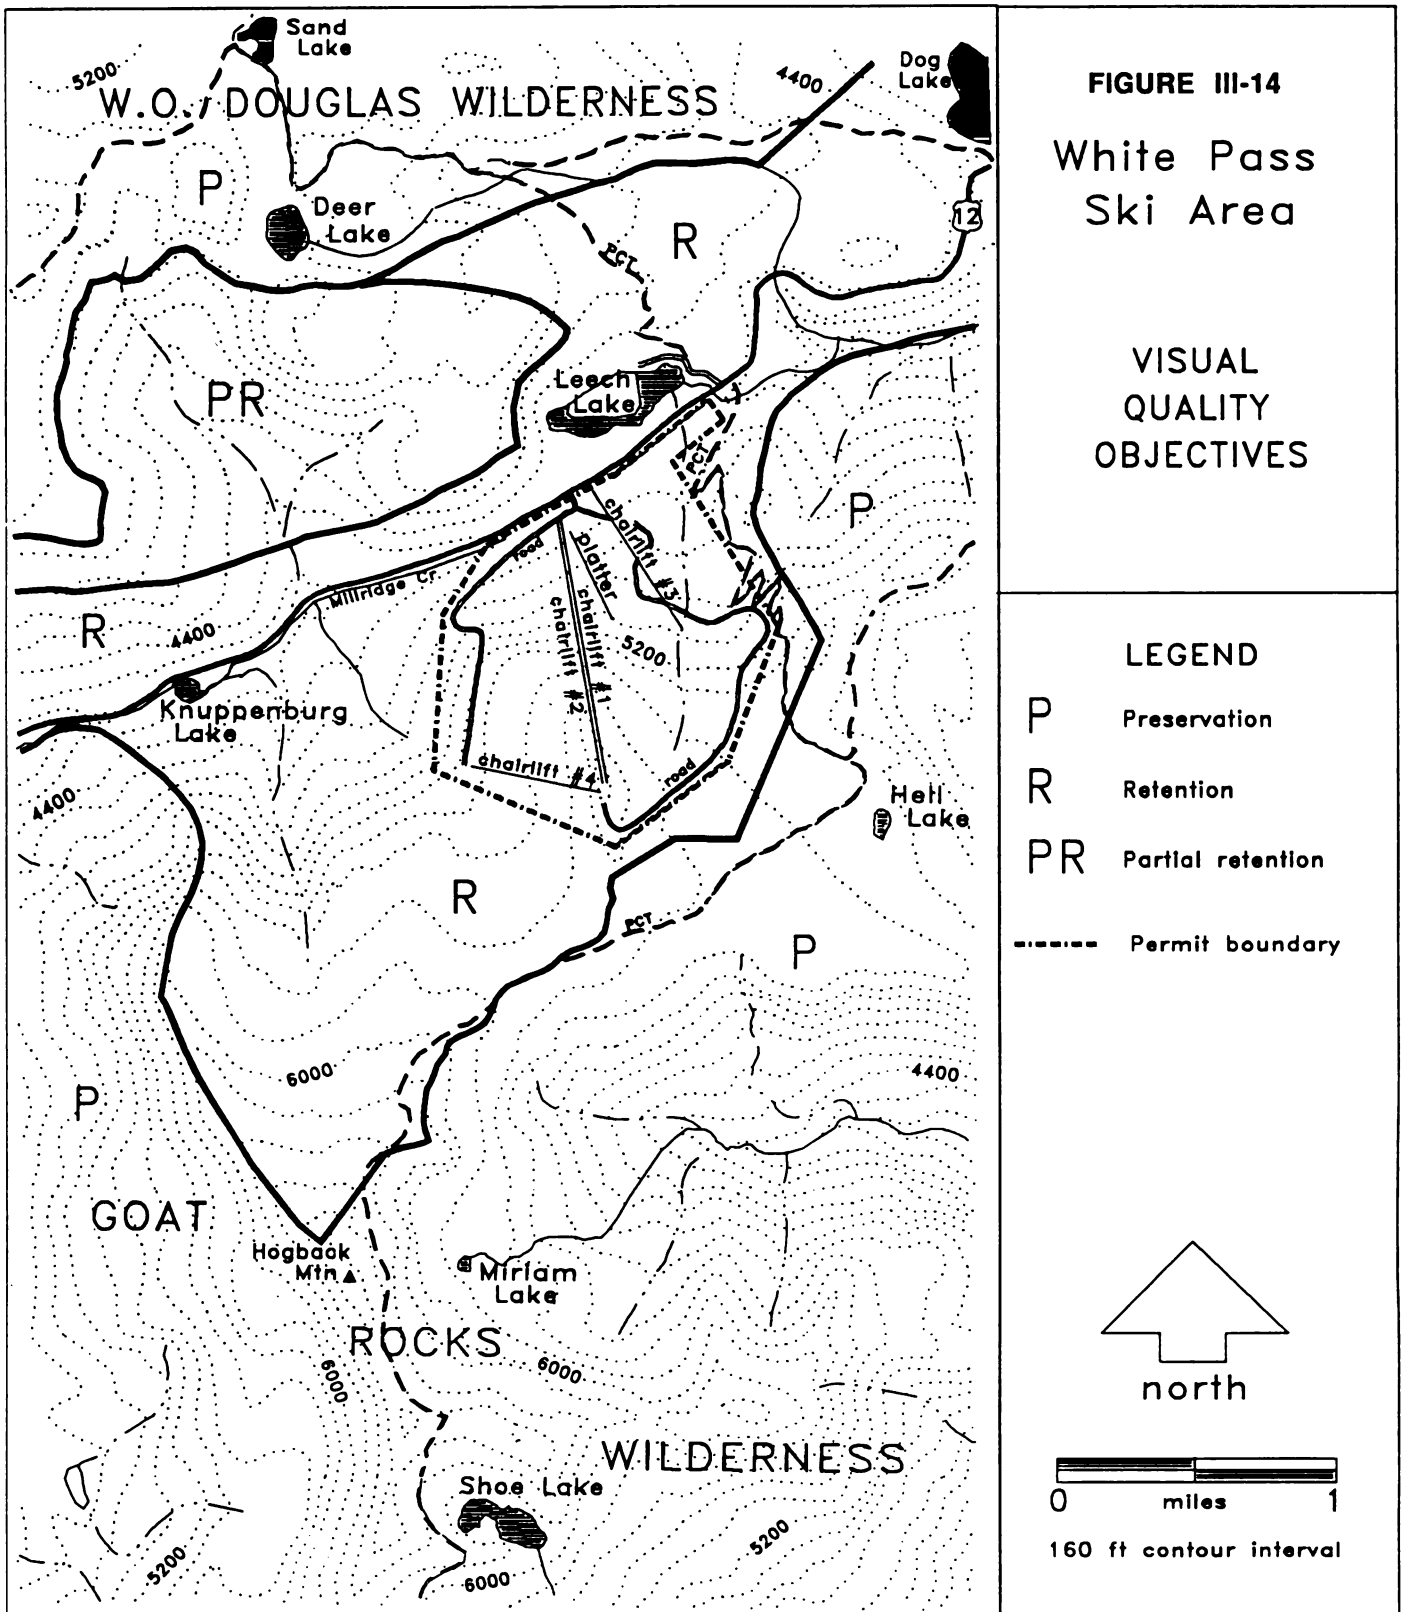 Sand
Lake
5200
W.O. DOUGLAS WILDERNESS
4400
Dog
Lake
P
Deer
Lake
R
PCT
12
PR
Leech
Lake
PCT
P
chairlift #3
platter
road
chairlift #1
chairlift #2
5200
Millridge Cr.
R
4400
Knuppenburg
Lake
chairlift #4
road
4400
Hell
Lake
R
PCT
P
6000
4400
P
GOAT
Hogback
Mtn
Miriam
Lake
ROCKS
6000
6000
WILDERNESS
Shoe Lake
5200
5200
6000
FIGURE III-14
White Pass
Ski Area
VISUAL
QUALITY
OBJECTIVES
LEGEND
P Preservation
R Retention
PR Partial retention
Permit boundary
north
0 miles 1
160 ft contour interval